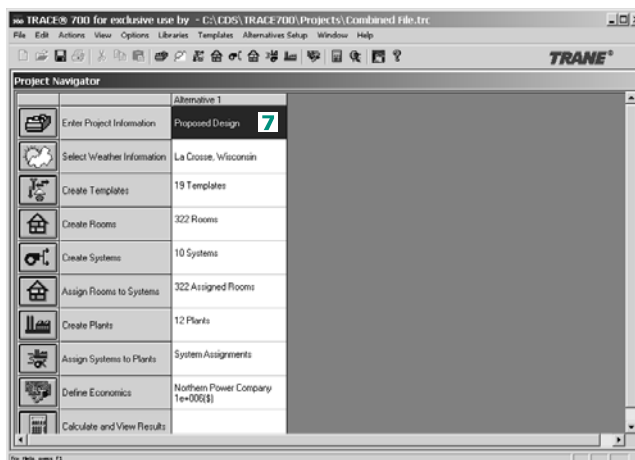 TRACE® 700 for exclusive use by - C:\CDS\TRACE700\Projects\Combined File.trc
File Edit Actions View Options Libraries Templates Alternatives Setup Window Help
TRANE®
Project Navigator
Alternative 1
Enter Project Information Proposed Design 7
Select Weather Information La Crosse, Wisconsin
Create Templates 19 Templates
Create Rooms 322 Rooms
Create Systems 10 Systems
Assign Rooms to Systems 322 Assigned Rooms
Create Plants 12 Plants
Assign Systems to Plants System Assignments
Define Economics Northern Power Company
1e+006($)
Calculate and View Results